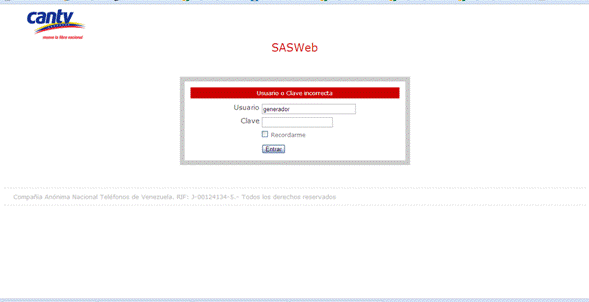 cantv
mueve la fibra nacional
SASWeb
Usuario o Clave incorrecta
Usuario generador
Clave
Recordarme
Entrar
Compañía Anónima Nacional Teléfonos de Venezuela. RIF: J-00124134-5.- Todos los derechos reservados